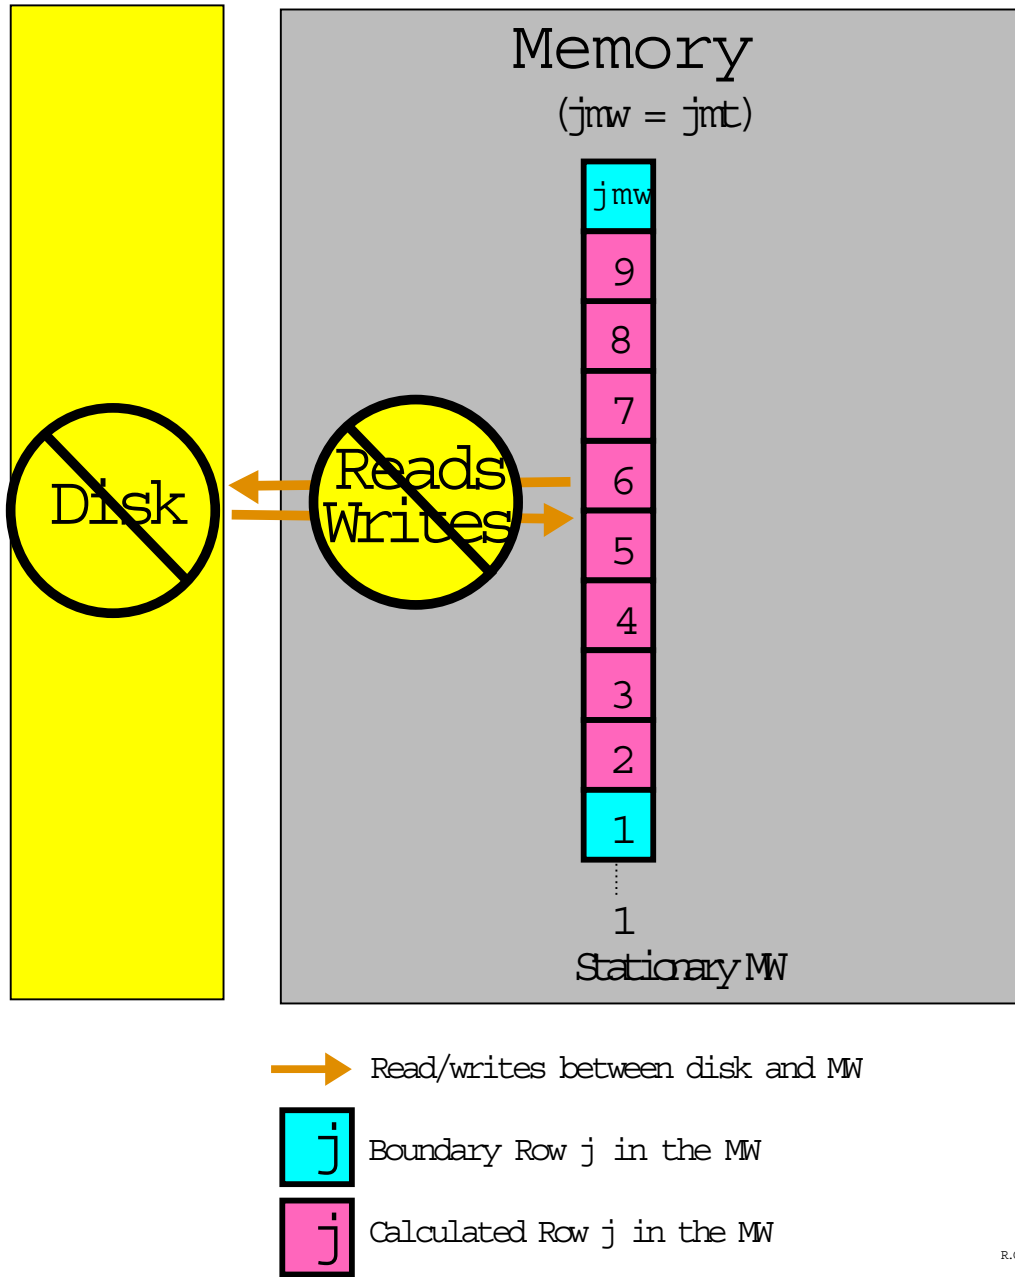 Memory
(jmw = jmt)
jmw
9
8
7
6
5
4
3
2
1
Disk
Reads
Writes
1
Stationary MW
Read/writes between disk and MW
j
Boundary Row j in the MW
j
Calculated Row j in the MW